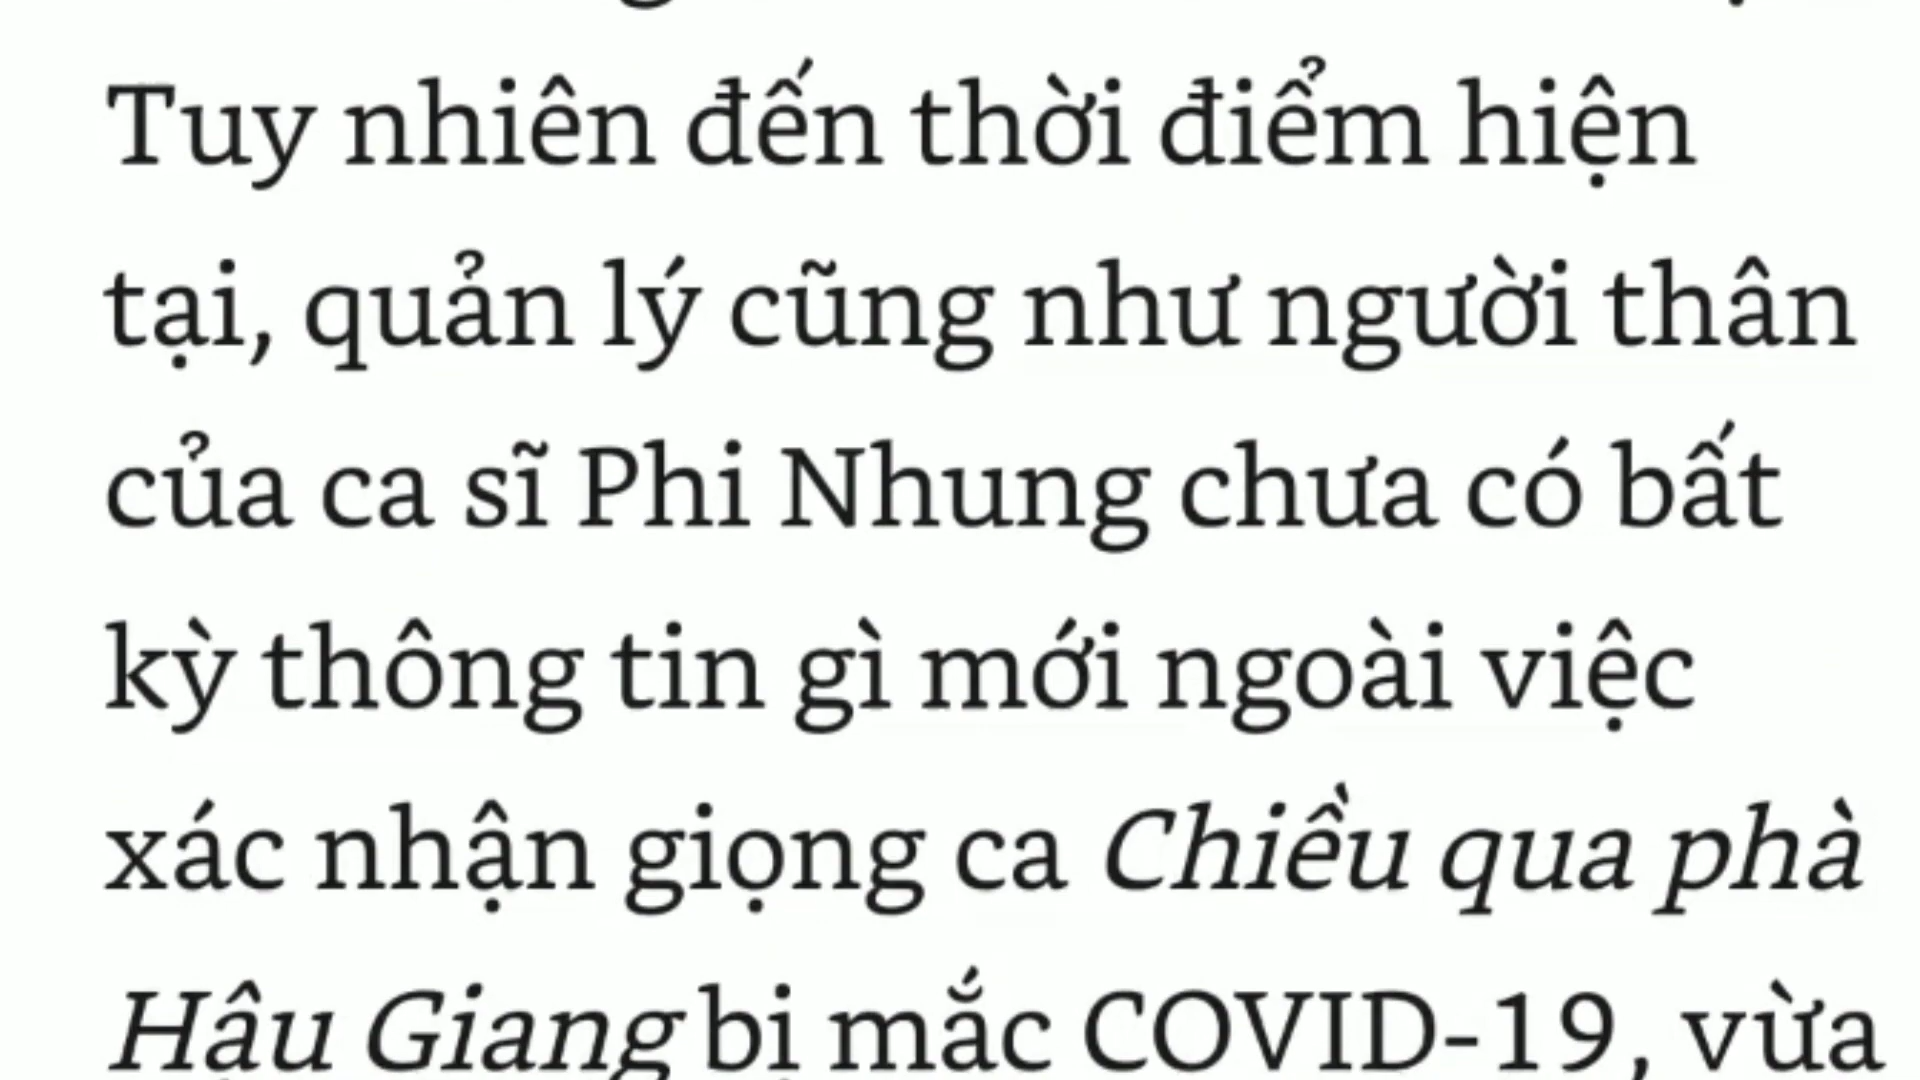 Tuy nhiên đến thời điểm hiện
tại, quản lý cũng như người thân
của ca sĩ Phi Nhung chưa có bất
kỳ thông tin gì mới ngoài việc
xác nhận giọng ca Chiều qua phà
Hậu Giang bị mắc COVID-19, vừa